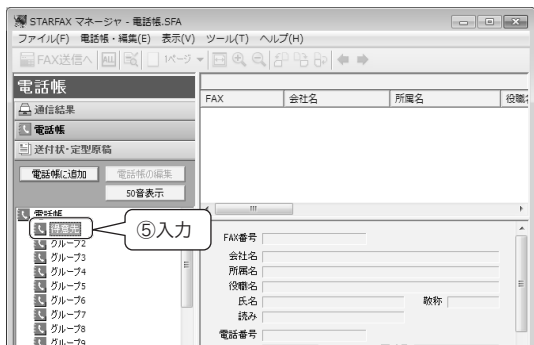 STARFAX マネージャ - 電話帳.SFA
ファイル(F) 電話帳・編集(E) 表示(V) ツール(T) ヘルプ(H)
FAX送信へ ALL 1ページ
電話帳
通信結果
電話帳
送付状・定型原稿
電話帳に追加 電話帳の編集
50音表示
電話帳
得意先
グループ2
グループ3
グループ4
グループ5
グループ6
グループ7
グループ8
グループ9
⑤入力
FAX 会社名 所属名 役職名
FAX番号
会社名
所属名
役職名
氏名 敬称
読み
電話番号